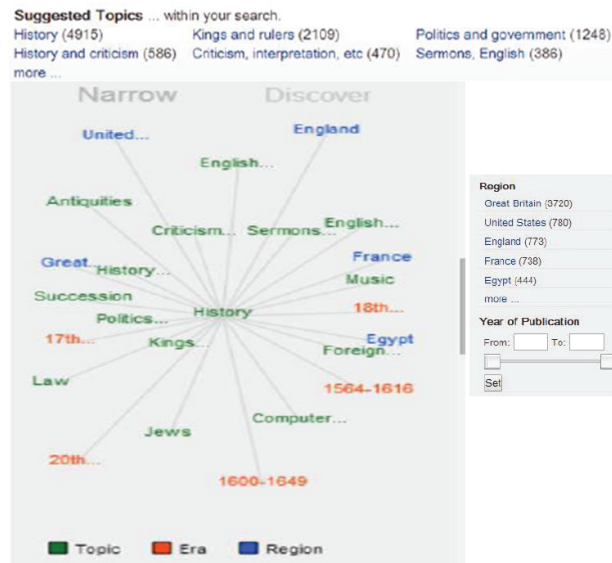 Suggested Topics ... within your search.
History (4915) Kings and rulers (2109) Politics and government (1248)
History and criticism (586) Criticism, interpretation, etc (470) Sermons, English (386)
more ...
Narrow Discover
United... England
English...
Antiquities
Criticism... Sermons... English...
Great... History... France
Music
Succession
Politics... History 18th...
17th... Kings... Egypt
Foreign...
Law 1564-1616
Computer...
Jews
20th...
1600-1649
Topic Era Region
Region
Great Britain (3720)
United States (780)
England (773)
France (738)
Egypt (444)
more ...
Year of Publication
From: To:
Set